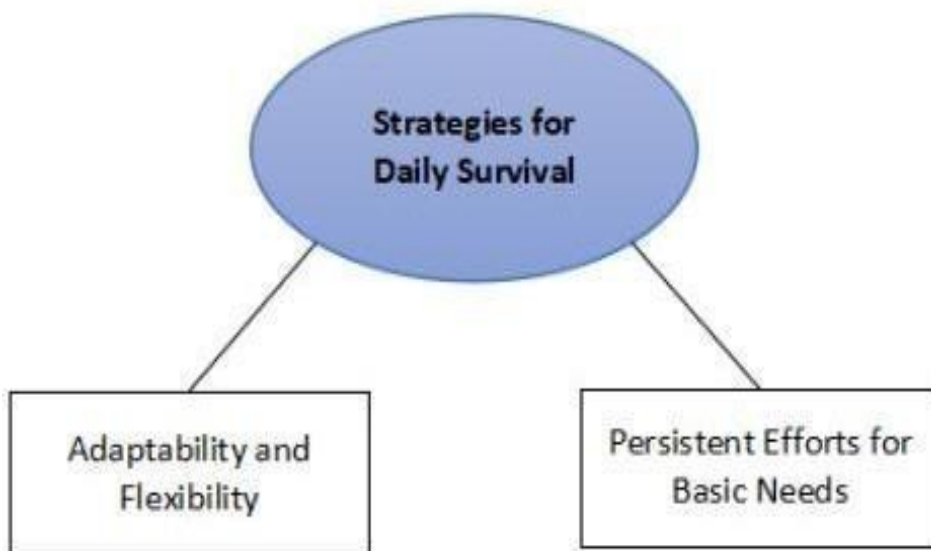 Strategies for
Daily Survival
Adaptability and
Flexibility
Persistent Efforts for
Basic Needs